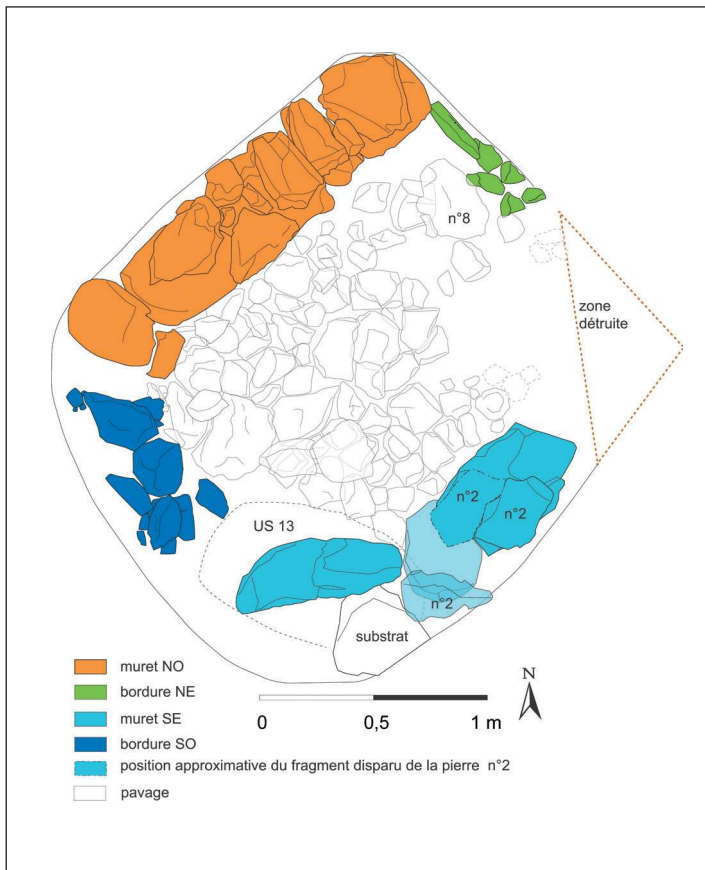 n°8
zone
détruite
n°2
n°2
US 13
n°2
substrat
muret NO
bordure NE
muret SE
bordure SO
position approximative du fragment disparu de la pierre n°2
pavage
N
0 0,5 1 m